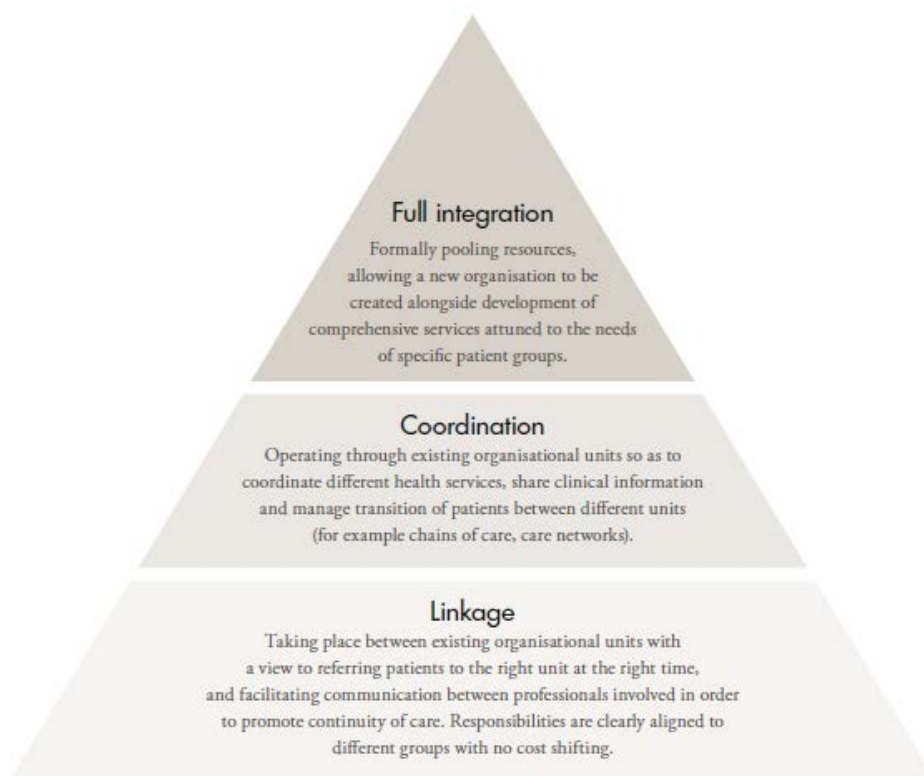 Full integration
Formally pooling resources,
allowing a new organisation to be
created alongside development of
comprehensive services attuned to the needs
of specific patient groups.
Coordination
Operating through existing organisational units so as to
coordinate different health services, share clinical information
and manage transition of patients between different units
(for example chains of care, care networks).
Linkage
Taking place between existing organisational units with
a view to referring patients to the right unit at the right time,
and facilitating communication between professionals involved in order
to promote continuity of care. Responsibilities are clearly aligned to
different groups with no cost shifting.